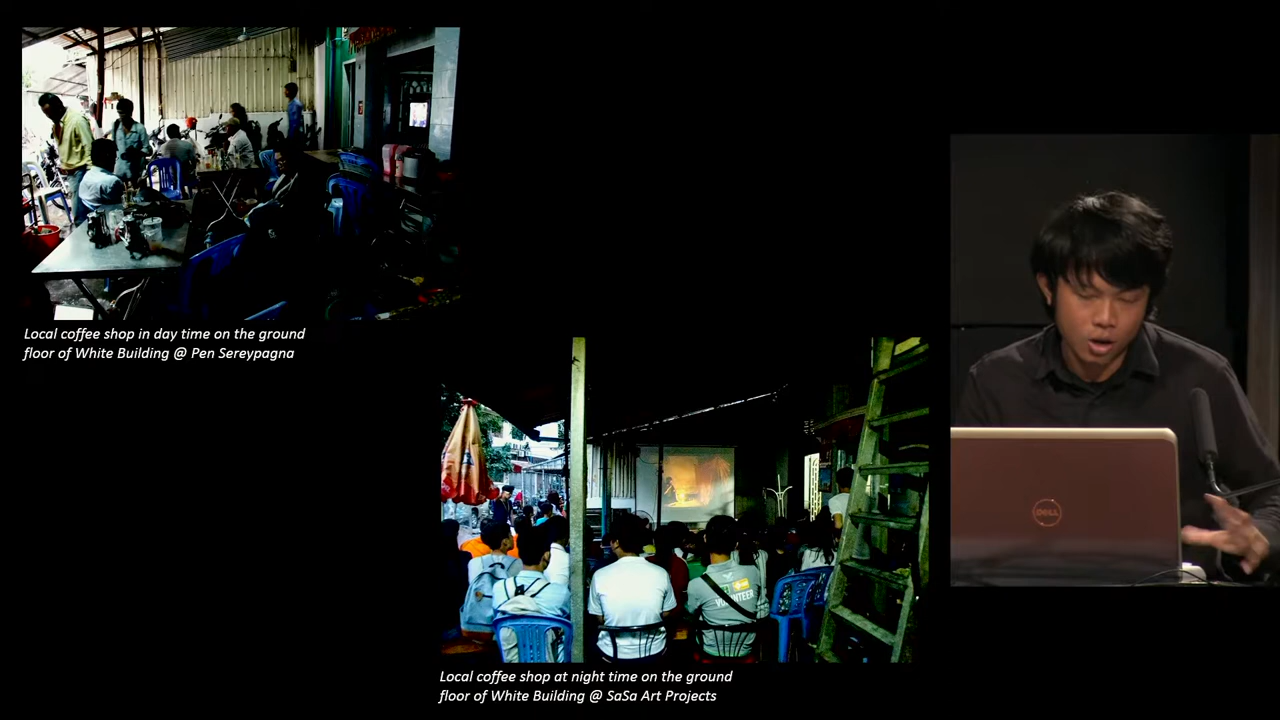 Local coffee shop in day time on the ground
floor of White Building @ Pen Sereypagna
VOLUNTEER
DELL
Local coffee shop at night time on the ground
floor of White Building @ SaSa Art Projects